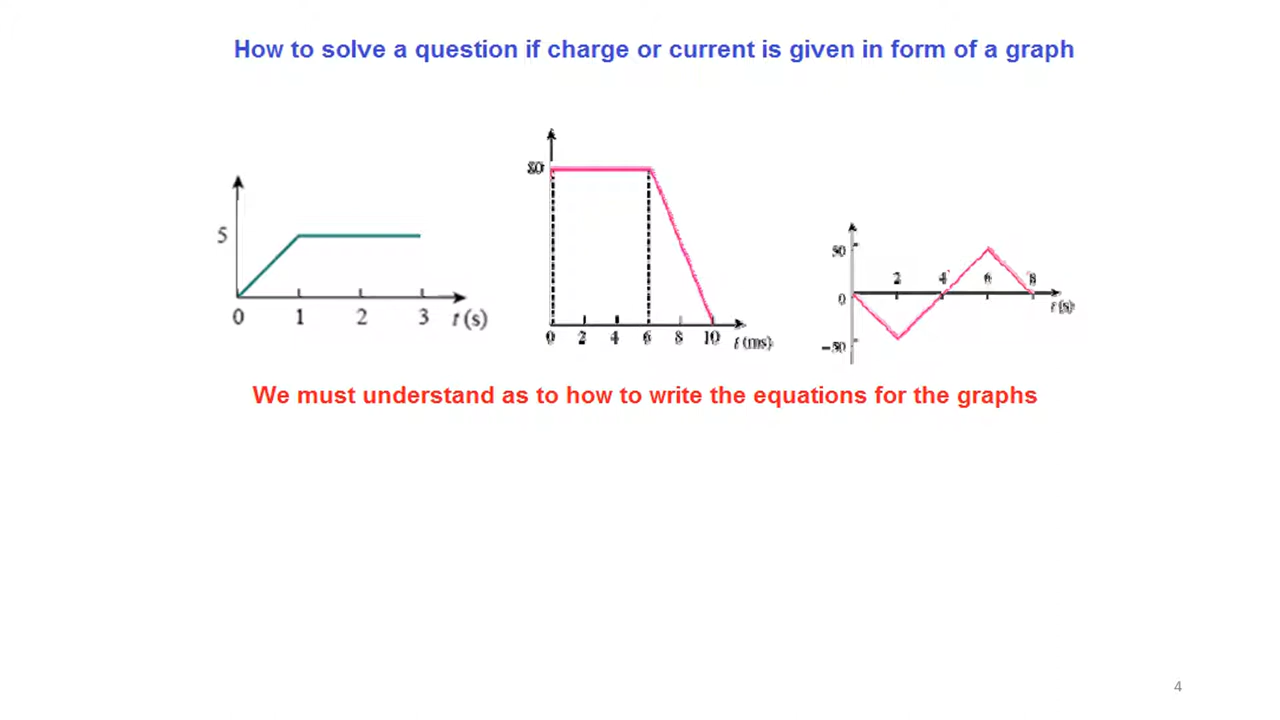 How to solve a question if charge or current is given in form of a graph
5
0 1 2 3 t (s)
80
0 2 4 6 8 10 t (ms)
50
2 4 6 8
0
t (s)
−50
We must understand as to how to write the equations for the graphs
4